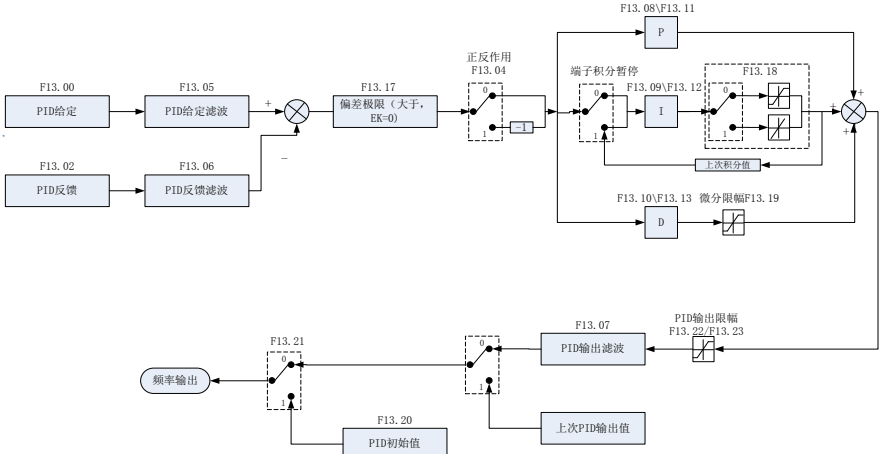 F13.08\F13.11
P
正反作用
F13.04
端子积分暂停
F13.18
F13.00
F13.05
F13.17
F13.09\F13.12
PID给定
PID给定滤波
+
偏差极限（大于，
EK=0）
0
1
-1
0
1
I
0
1
+
+
+
上次积分值
−
F13.02
F13.06
PID反馈
PID反馈滤波
F13.10\F13.13
微分限幅F13.19
D
PID输出限幅
F13.22/F13.23
F13.07
PID输出滤波
F13.21
0
1
0
1
频率输出
F13.20
PID初始值
上次PID输出值